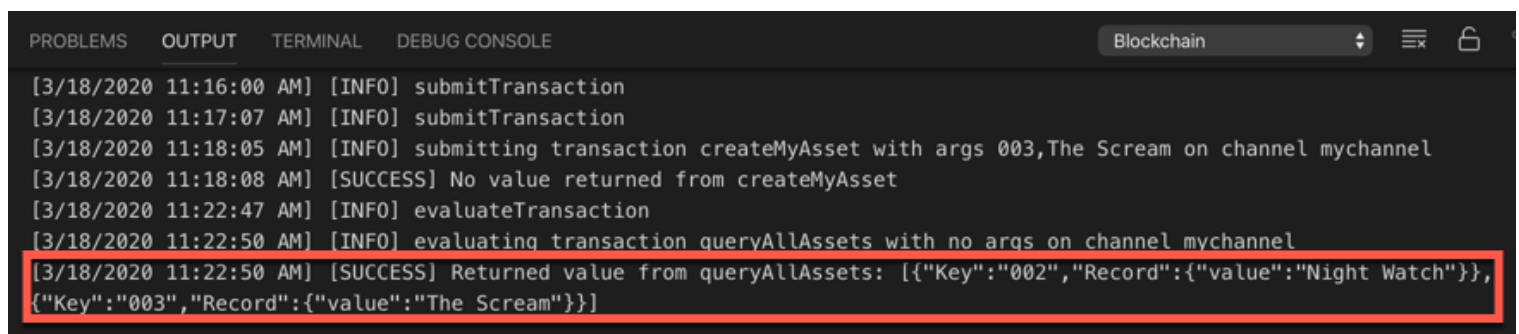 PROBLEMS OUTPUT TERMINAL DEBUG CONSOLE Blockchain
[3/18/2020 11:16:00 AM] [INFO] submitTransaction
[3/18/2020 11:17:07 AM] [INFO] submitTransaction
[3/18/2020 11:18:05 AM] [INFO] submitting transaction createMyAsset with args 003,The Scream on channel mychannel
[3/18/2020 11:18:08 AM] [SUCCESS] No value returned from createMyAsset
[3/18/2020 11:22:47 AM] [INFO] evaluateTransaction
[3/18/2020 11:22:50 AM] [INFO] evaluating transaction queryAllAssets with no args on channel mychannel
[3/18/2020 11:22:50 AM] [SUCCESS] Returned value from queryAllAssets: [{"Key":"002","Record":{"value":"Night Watch"}},
{"Key":"003","Record":{"value":"The Scream"}}]